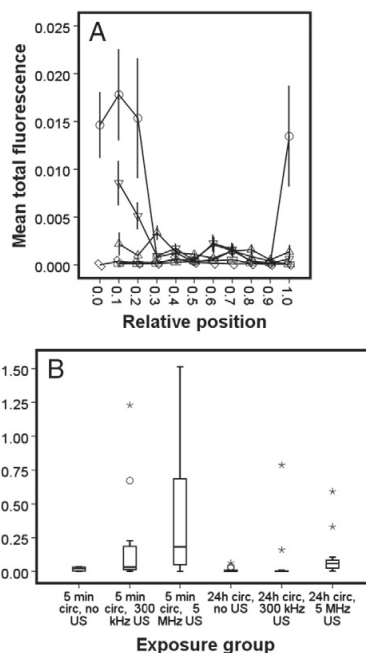 A
Mean total fluorescence
0.025
0.020
0.015
0.010
0.005
0.000
0.0 0.1 0.2 0.3 0.4 0.5 0.6 0.7 0.8 0.9 1.0
Relative position
B
1.50
1.25
0.75
0.50
0.25
0.00
5 min circ, no US
5 min circ, 300 kHz US
5 min circ, 5 MHz US
24h circ, no US
24h circ, 300 kHz US
24h circ, 5 MHz US
Exposure group